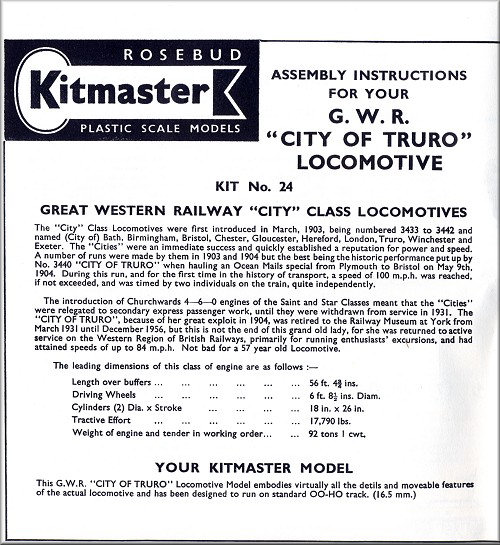 ROSEBUD
Kitmaster
PLASTIC SCALE MODELS
ASSEMBLY INSTRUCTIONS
FOR YOUR
G. W. R.
“CITY OF TRURO”
LOCOMOTIVE
KIT No. 24
GREAT WESTERN RAILWAY “CITY” CLASS LOCOMOTIVES
The “City” Class Locomotives were first introduced in March, 1903, being numbered 3433 to 3442 and
named (City of) Bath, Birmingham, Bristol, Chester, Gloucester, Hereford, London, Truro, Winchester and
Exeter. The “Cities” were an immediate success and quickly established a reputation for power and speed.
A number of runs were made by them in 1903 and 1904 but the best being the historic performance put up by
No. 3440 “CITY OF TRURO” when hauling an Ocean Mails special from Plymouth to Bristol on May 9th,
1904. During this run, and for the first time in the history of transport, a speed of 100 m.p.h. was reached,
if not exceeded, and was timed by two individuals on the train, quite independently.
The introduction of Churchwards 4—6—0 engines of the Saint and Star Classes meant that the “Cities”
were relegated to secondary express passenger work, until they were withdrawn from service in 1931. The
“CITY OF TRURO”, because of her great exploit in 1904, was retired to the Railway Museum at York from
March 1931 until December 1956, but this is not the end of this grand old lady, for she was returned to active
service on the Western Region of British Railways, primarily for running enthusiasts’ excursions, and had
attained speeds of up to 84 m.p.h. Not bad for a 57 year old Locomotive.
The leading dimensions of this class of engine are as follows :—
Length over buffers ... ... ... ... ... ... 56 ft. 4¾ ins.
Driving Wheels ... ... ... ... ... ... 6 ft. 8½ ins. Diam.
Cylinders (2) Dia. x Stroke ... ... ... ... 18 in. x 26 in.
Tractive Effort ... ... ... ... ... ... 17,790 lbs.
Weight of engine and tender in working order... ... 92 tons 1 cwt.
YOUR KITMASTER MODEL
This G.W.R. “CITY OF TRURO” Locomotive Model embodies virtually all the detils and moveable features
of the actual locomotive and has been designed to run on standard OO-HO track. (16.5 mm.)